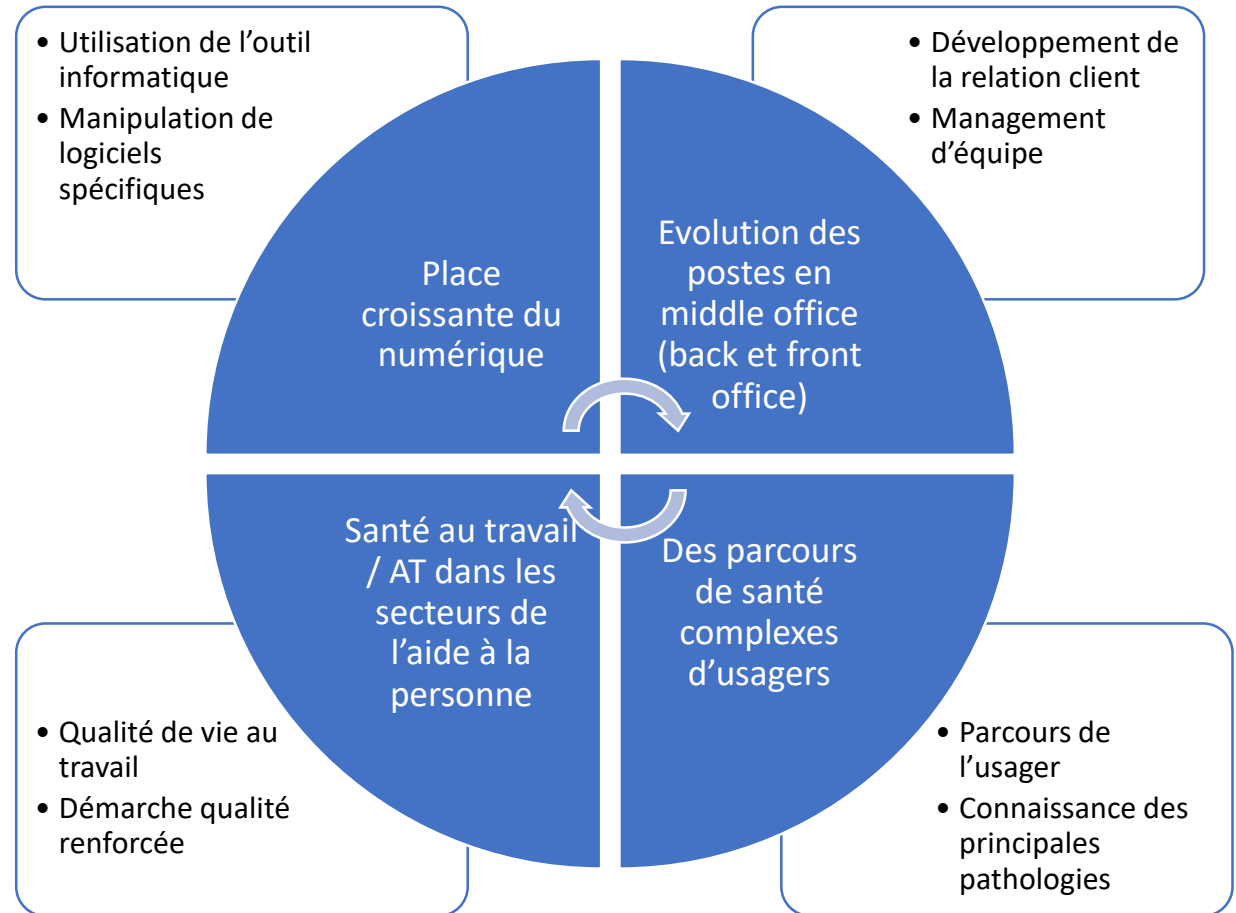 • Utilisation de l’outil
informatique
• Manipulation de
logiciels
spécifiques
• Développement de
la relation client
• Management
d’équipe
Place
croissante du
numérique
Evolution des
postes en
middle office
(back et front
office)
Santé au travail
/ AT dans les
secteurs de
l’aide à la
personne
Des parcours
de santé
complexes
d’usagers
• Qualité de vie au
travail
• Démarche qualité
renforcée
• Parcours de
l’usager
• Connaissance des
principales
pathologies